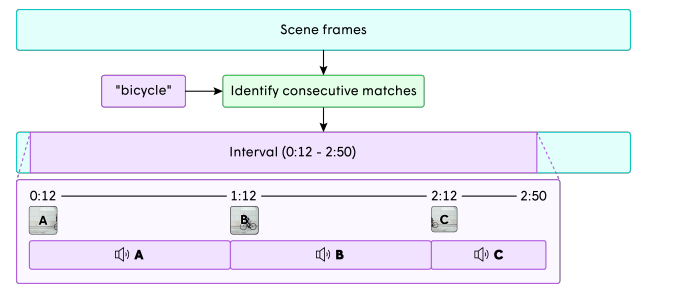 Scene frames
"bicycle"
Identify consecutive matches
Interval (0:12 - 2:50)
0:12 1:12 2:12 2:50
A B C
A B C